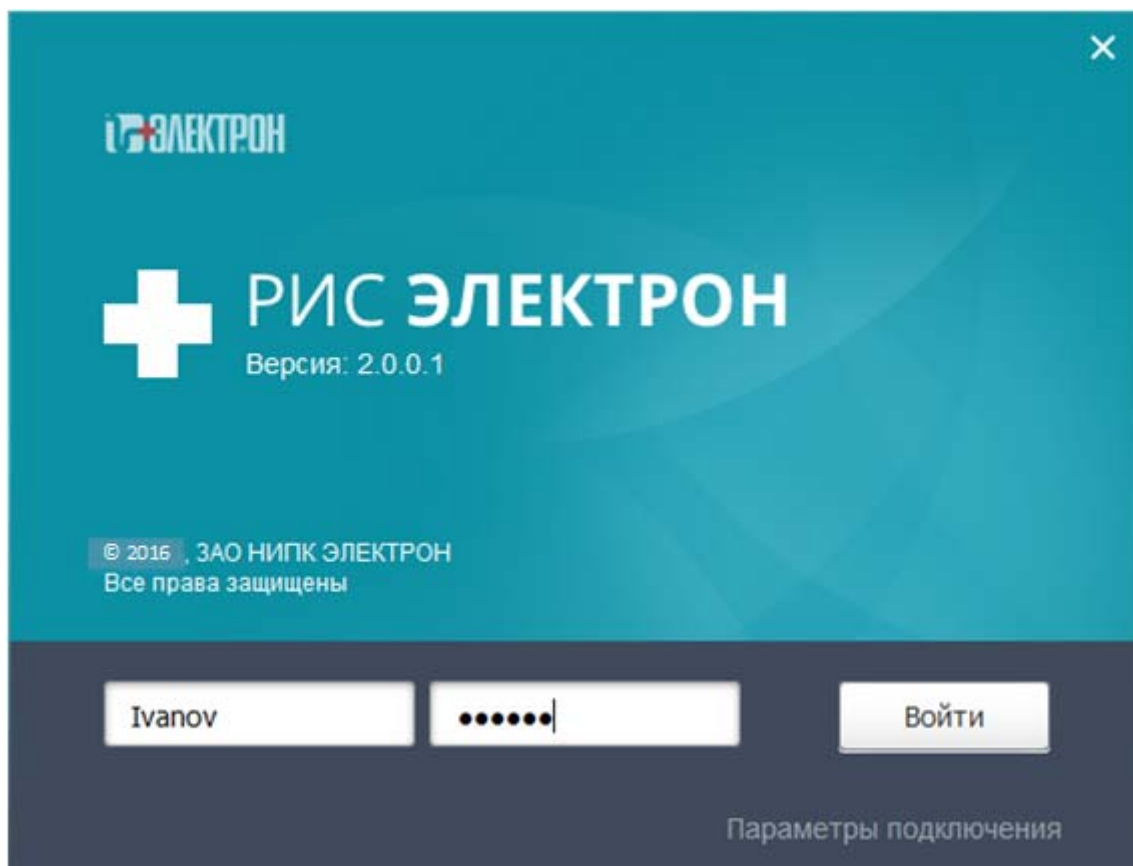 ЭЛЕКТРОН
РИС ЭЛЕКТРОН
Версия: 2.0.0.1
© 2016 , ЗАО НИПК ЭЛЕКТРОН
Все права защищены
Ivanov ●●●●●● Войти
Параметры подключения